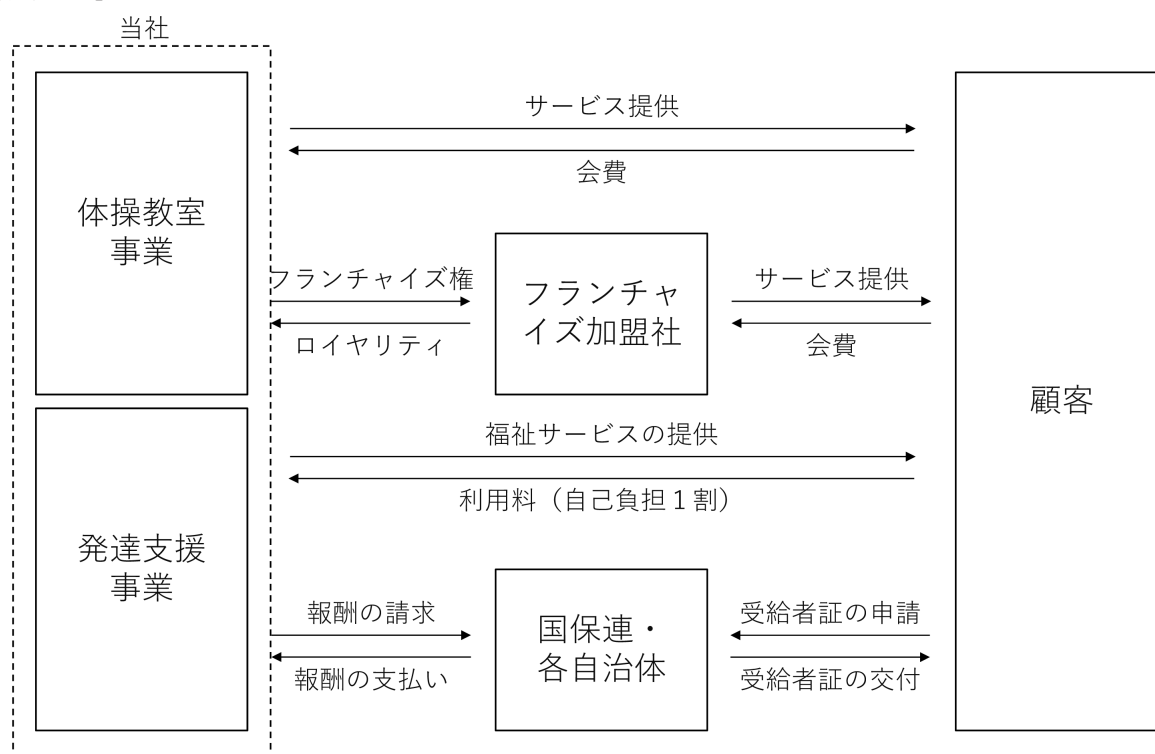 当社
サービス提供
会費
体操教室
事業
フランチャイズ権
ロイヤリティ
フランチャ
イズ加盟社
サービス提供
会費
顧客
福祉サービスの提供
利用料（自己負担１割）
発達支援
事業
報酬の請求
報酬の支払い
国保連・
各自治体
受給者証の申請
受給者証の交付